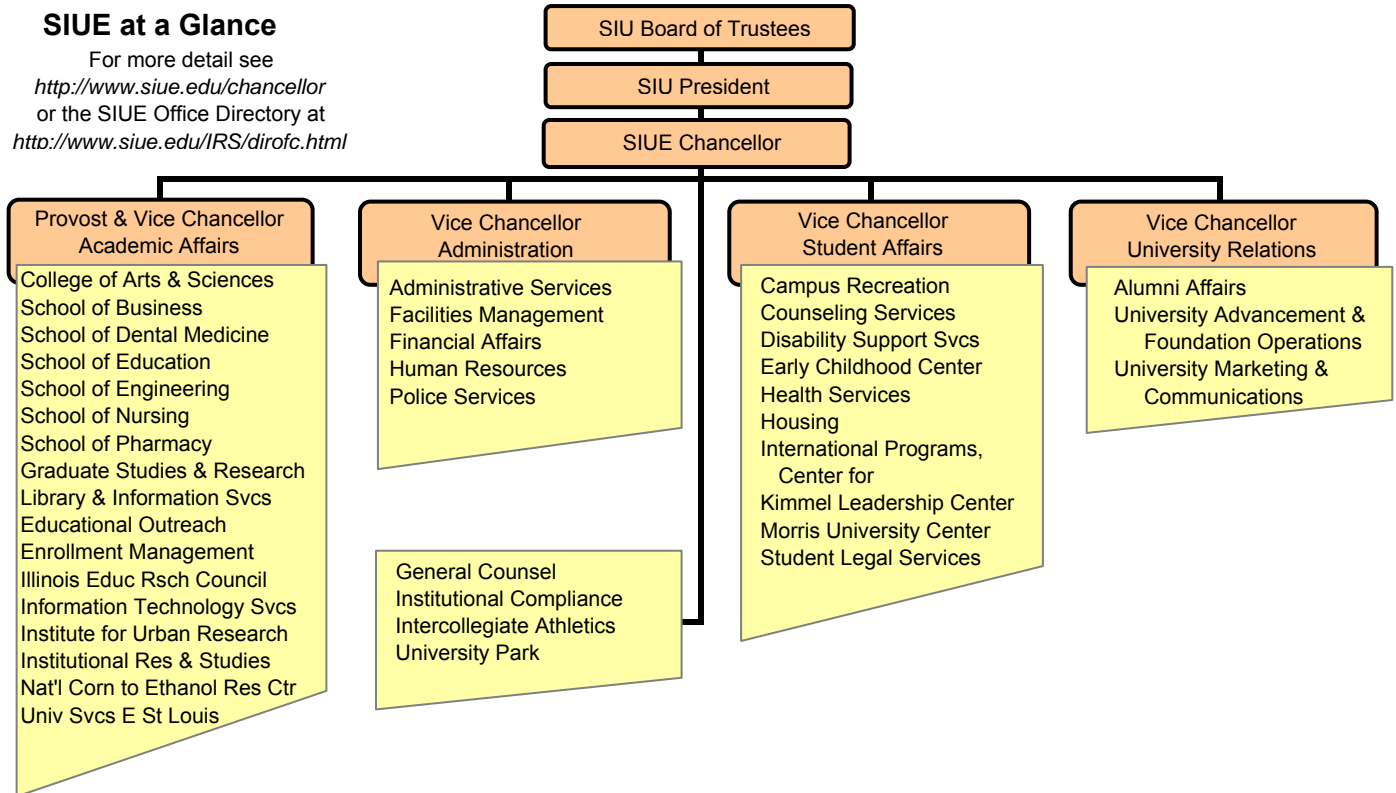 SIUE at a Glance
For more detail see
http://www.siue.edu/chancellor
or the SIUE Office Directory at
http://www.siue.edu/IRS/dirofc.html
SIU Board of Trustees
SIU President
SIUE Chancellor
Provost & Vice Chancellor
Academic Affairs
College of Arts & Sciences
School of Business
School of Dental Medicine
School of Education
School of Engineering
School of Nursing
School of Pharmacy
Graduate Studies & Research
Library & Information Svcs
Educational Outreach
Enrollment Management
Illinois Educ Rsch Council
Information Technology Svcs
Institute for Urban Research
Institutional Res & Studies
Nat'l Corn to Ethanol Res Ctr
Univ Svcs E St Louis
Vice Chancellor
Administration
Administrative Services
Facilities Management
Financial Affairs
Human Resources
Police Services
General Counsel
Institutional Compliance
Intercollegiate Athletics
University Park
Vice Chancellor
Student Affairs
Campus Recreation
Counseling Services
Disability Support Svcs
Early Childhood Center
Health Services
Housing
International Programs,
Center for
Kimmel Leadership Center
Morris University Center
Student Legal Services
Vice Chancellor
University Relations
Alumni Affairs
University Advancement &
Foundation Operations
University Marketing &
Communications